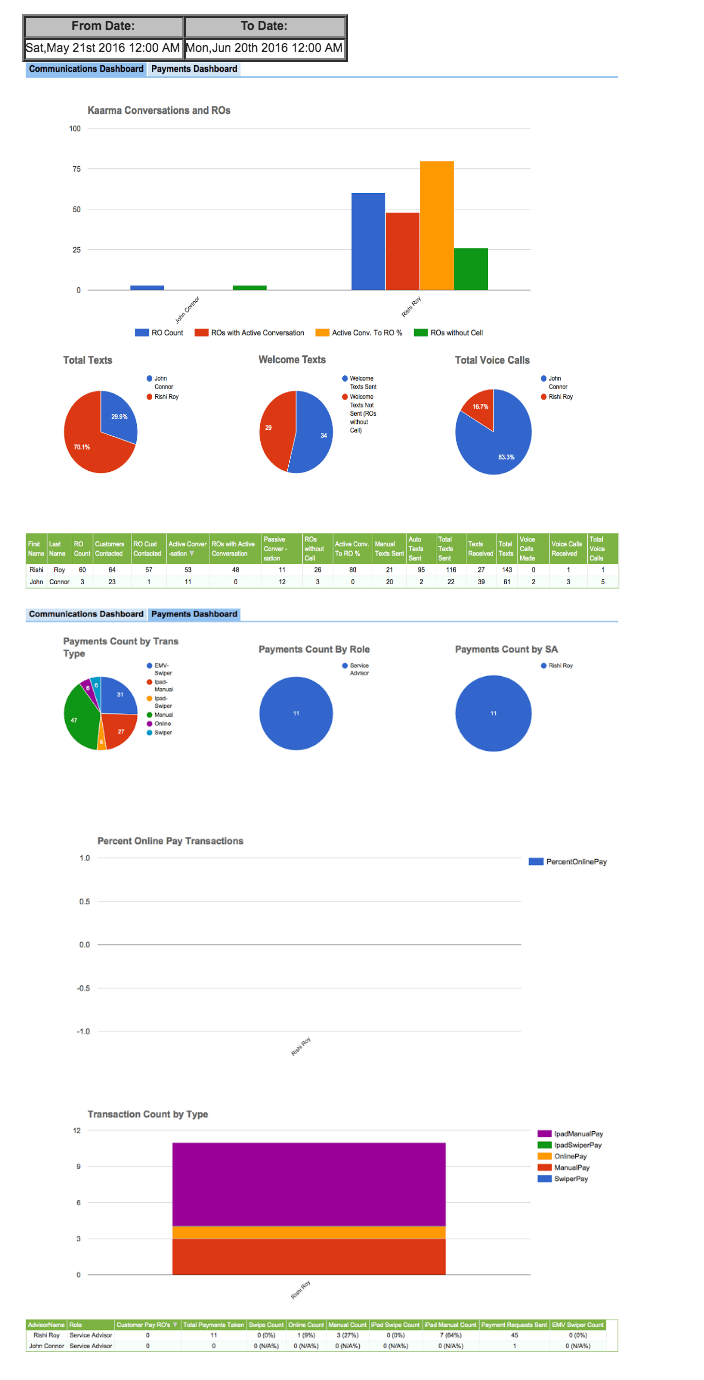 From Date: To Date:
Sat,May 21st 2016 12:00 AM Mon,Jun 20th 2016 12:00 AM
Communications Dashboard Payments Dashboard
Kaarma Conversations and ROs
100
75
50
25
0
John Connor Rishi Roy
RO Count ROs with Active Conversation Active Conv. To RO % ROs without Cell
Total Texts
John
Connor
Rishi Roy
29.9%
70.1%
Welcome Texts
Welcome
Texts Sent
Welcome
Texts Not
Sent (ROs
without
Cell)
29
34
Total Voice Calls
John
Connor
Rishi Roy
16.7%
83.3%
First Name Last Name RO Count Customers Contacted RO Cust Contacted Active Conver -sation ▼ ROs with Active Conversation Passive Conver - sation ROs without Cell Active Conv. To RO % Manual Texts Sent Auto Texts Sent Total Texts Sent Texts Received Total Texts Voice Calls Made Voice Calls Received Total Voice Calls
Rishi Roy 60 64 57 53 48 11 26 80 21 95 116 27 143 0 1 1
John Connor 3 23 1 11 0 12 3 0 20 2 22 39 61 2 3 5
Communications Dashboard Payments Dashboard
Payments Count by Trans
Type
EMV-
Swiper
Ipad-
Manual
Ipad-
Swiper
Manual
Online
Swiper
31
27
47
Payments Count By Role
Service
Advisor
11
Payments Count by SA
Rishi Roy
11
Percent Online Pay Transactions
1.0
0.5
0.0
-0.5
-1.0
PercentOnlinePay
Rishi Roy
Transaction Count by Type
12
9
6
3
0
IpadManualPay
IpadSwiperPay
OnlinePay
ManualPay
SwiperPay
Rishi Roy
AdvisorName Role Customer Pay RO's ▼ Total Payments Taken Swipe Count Online Count Manual Count iPad Swipe Count iPad Manual Count Payment Requests Sent EMV Swiper Count
Rishi Roy Service Advisor 0 11 0 (0%) 1 (9%) 3 (27%) 0 (0%) 7 (64%) 45 0 (0%)
John Connor Service Advisor 0 0 0 (N/A%) 0 (N/A%) 0 (N/A%) 0 (N/A%) 0 (N/A%) 1 0 (N/A%)